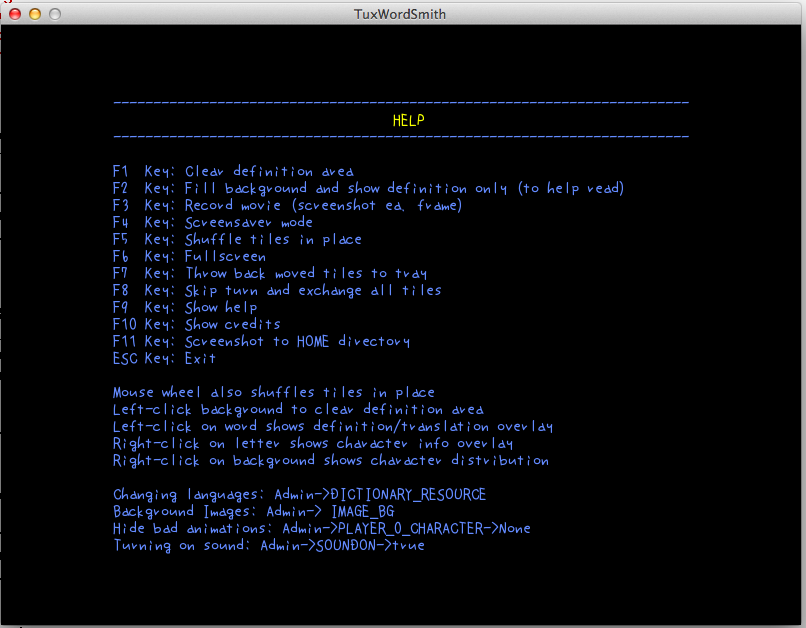 TuxWordSmith
HELP
F1 Key: Clear definition area
F2 Key: Fill background and show definition only (to help read)
F3 Key: Record movie (screenshot ea. frame)
F4 Key: Screensaver mode
F5 Key: Shuffle tiles in place
F6 Key: Fullscreen
F7 Key: Throw back moved tiles to tray
F8 Key: Skip turn and exchange all tiles
F9 Key: Show help
F10 Key: Show credits
F11 Key: Screenshot to HOME directory
ESC Key: Exit
Mouse wheel also shuffles tiles in place
Left-click background to clear definition area
Left-click on word shows definition/translation overlay
Right-click on letter shows character info overlay
Right-click on background shows character distribution
Changing languages: Admin->DICTIONARY_RESOURCE
Background Images: Admin-> IMAGE_BG
Hide bad animations: Admin->PLAYER_0_CHARACTER->None
Turning on sound: Admin->SOUNDON->true